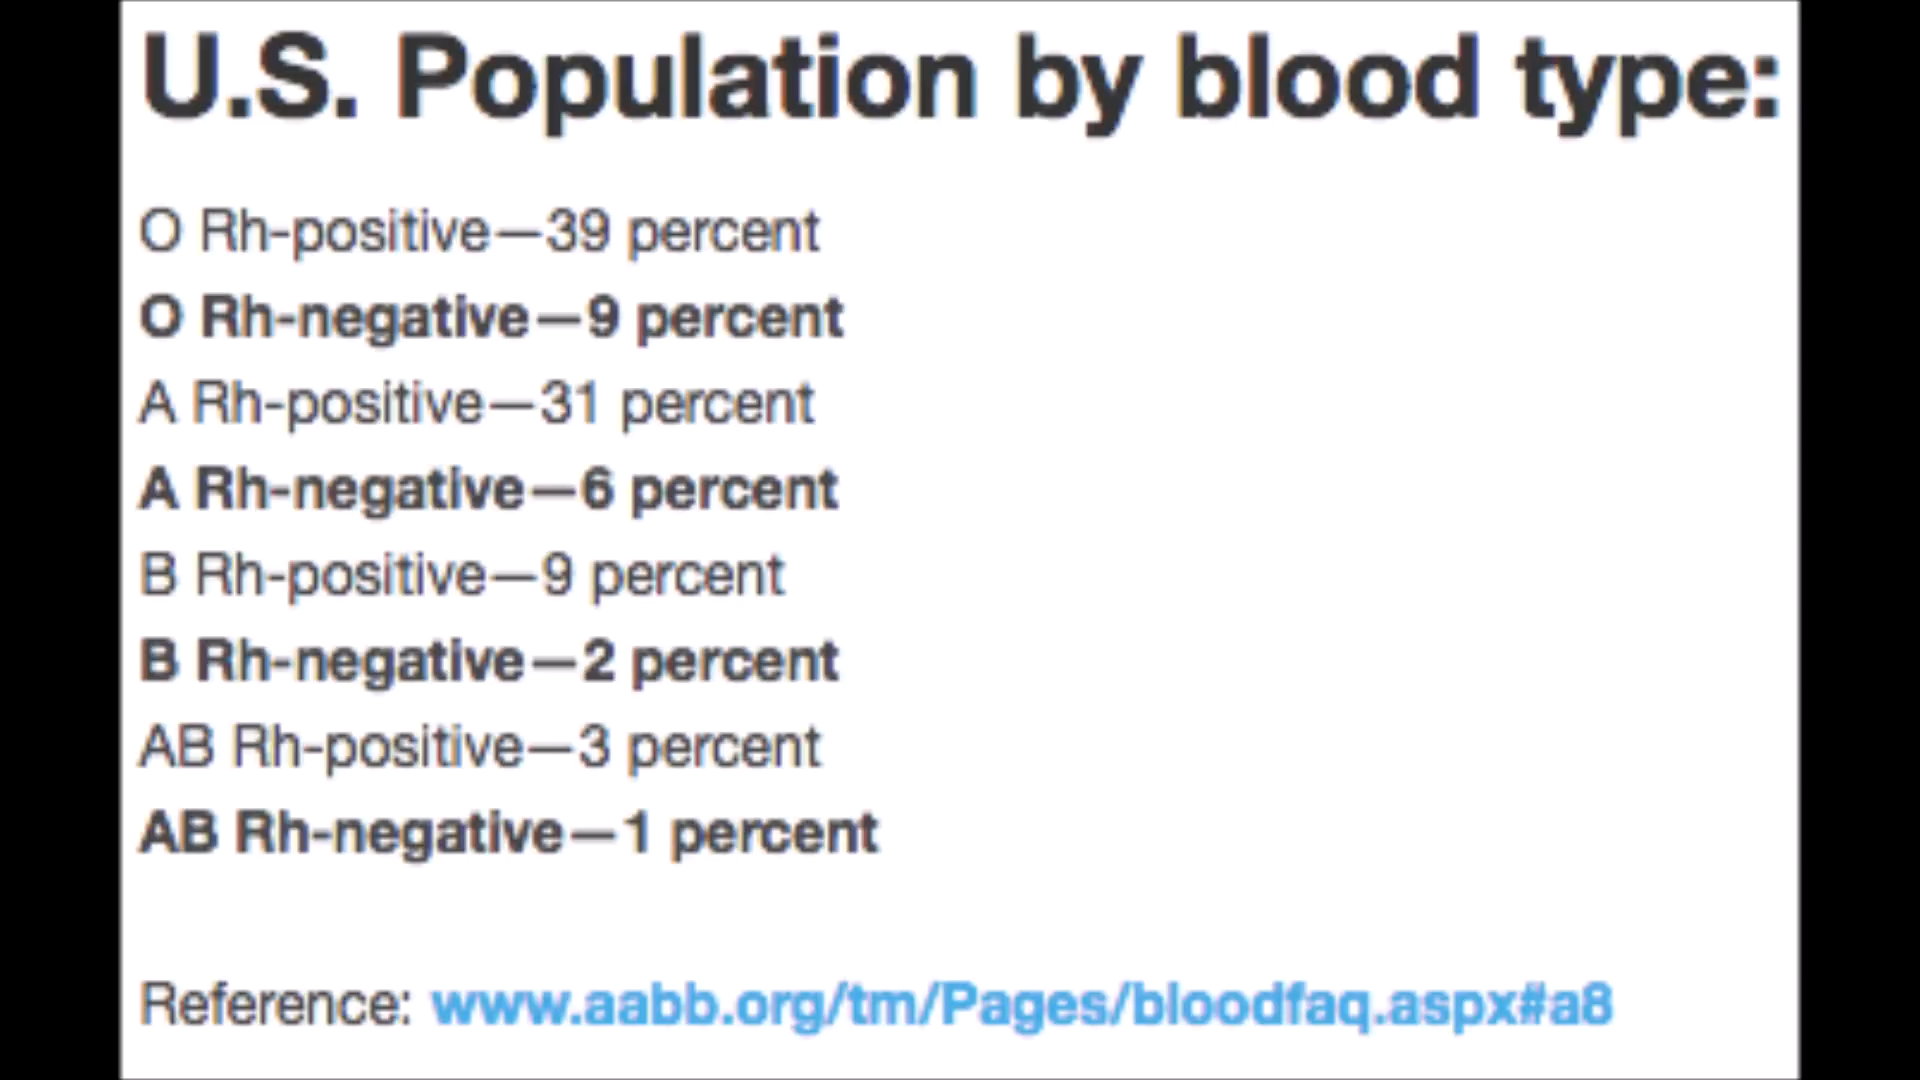 U.S. Population by blood type:
O Rh-positive—39 percent
O Rh-negative—9 percent
A Rh-positive—31 percent
A Rh-negative—6 percent
B Rh-positive—9 percent
B Rh-negative—2 percent
AB Rh-positive—3 percent
AB Rh-negative—1 percent
Reference: www.aabb.org/tm/Pages/bloodfaq.aspx#a8